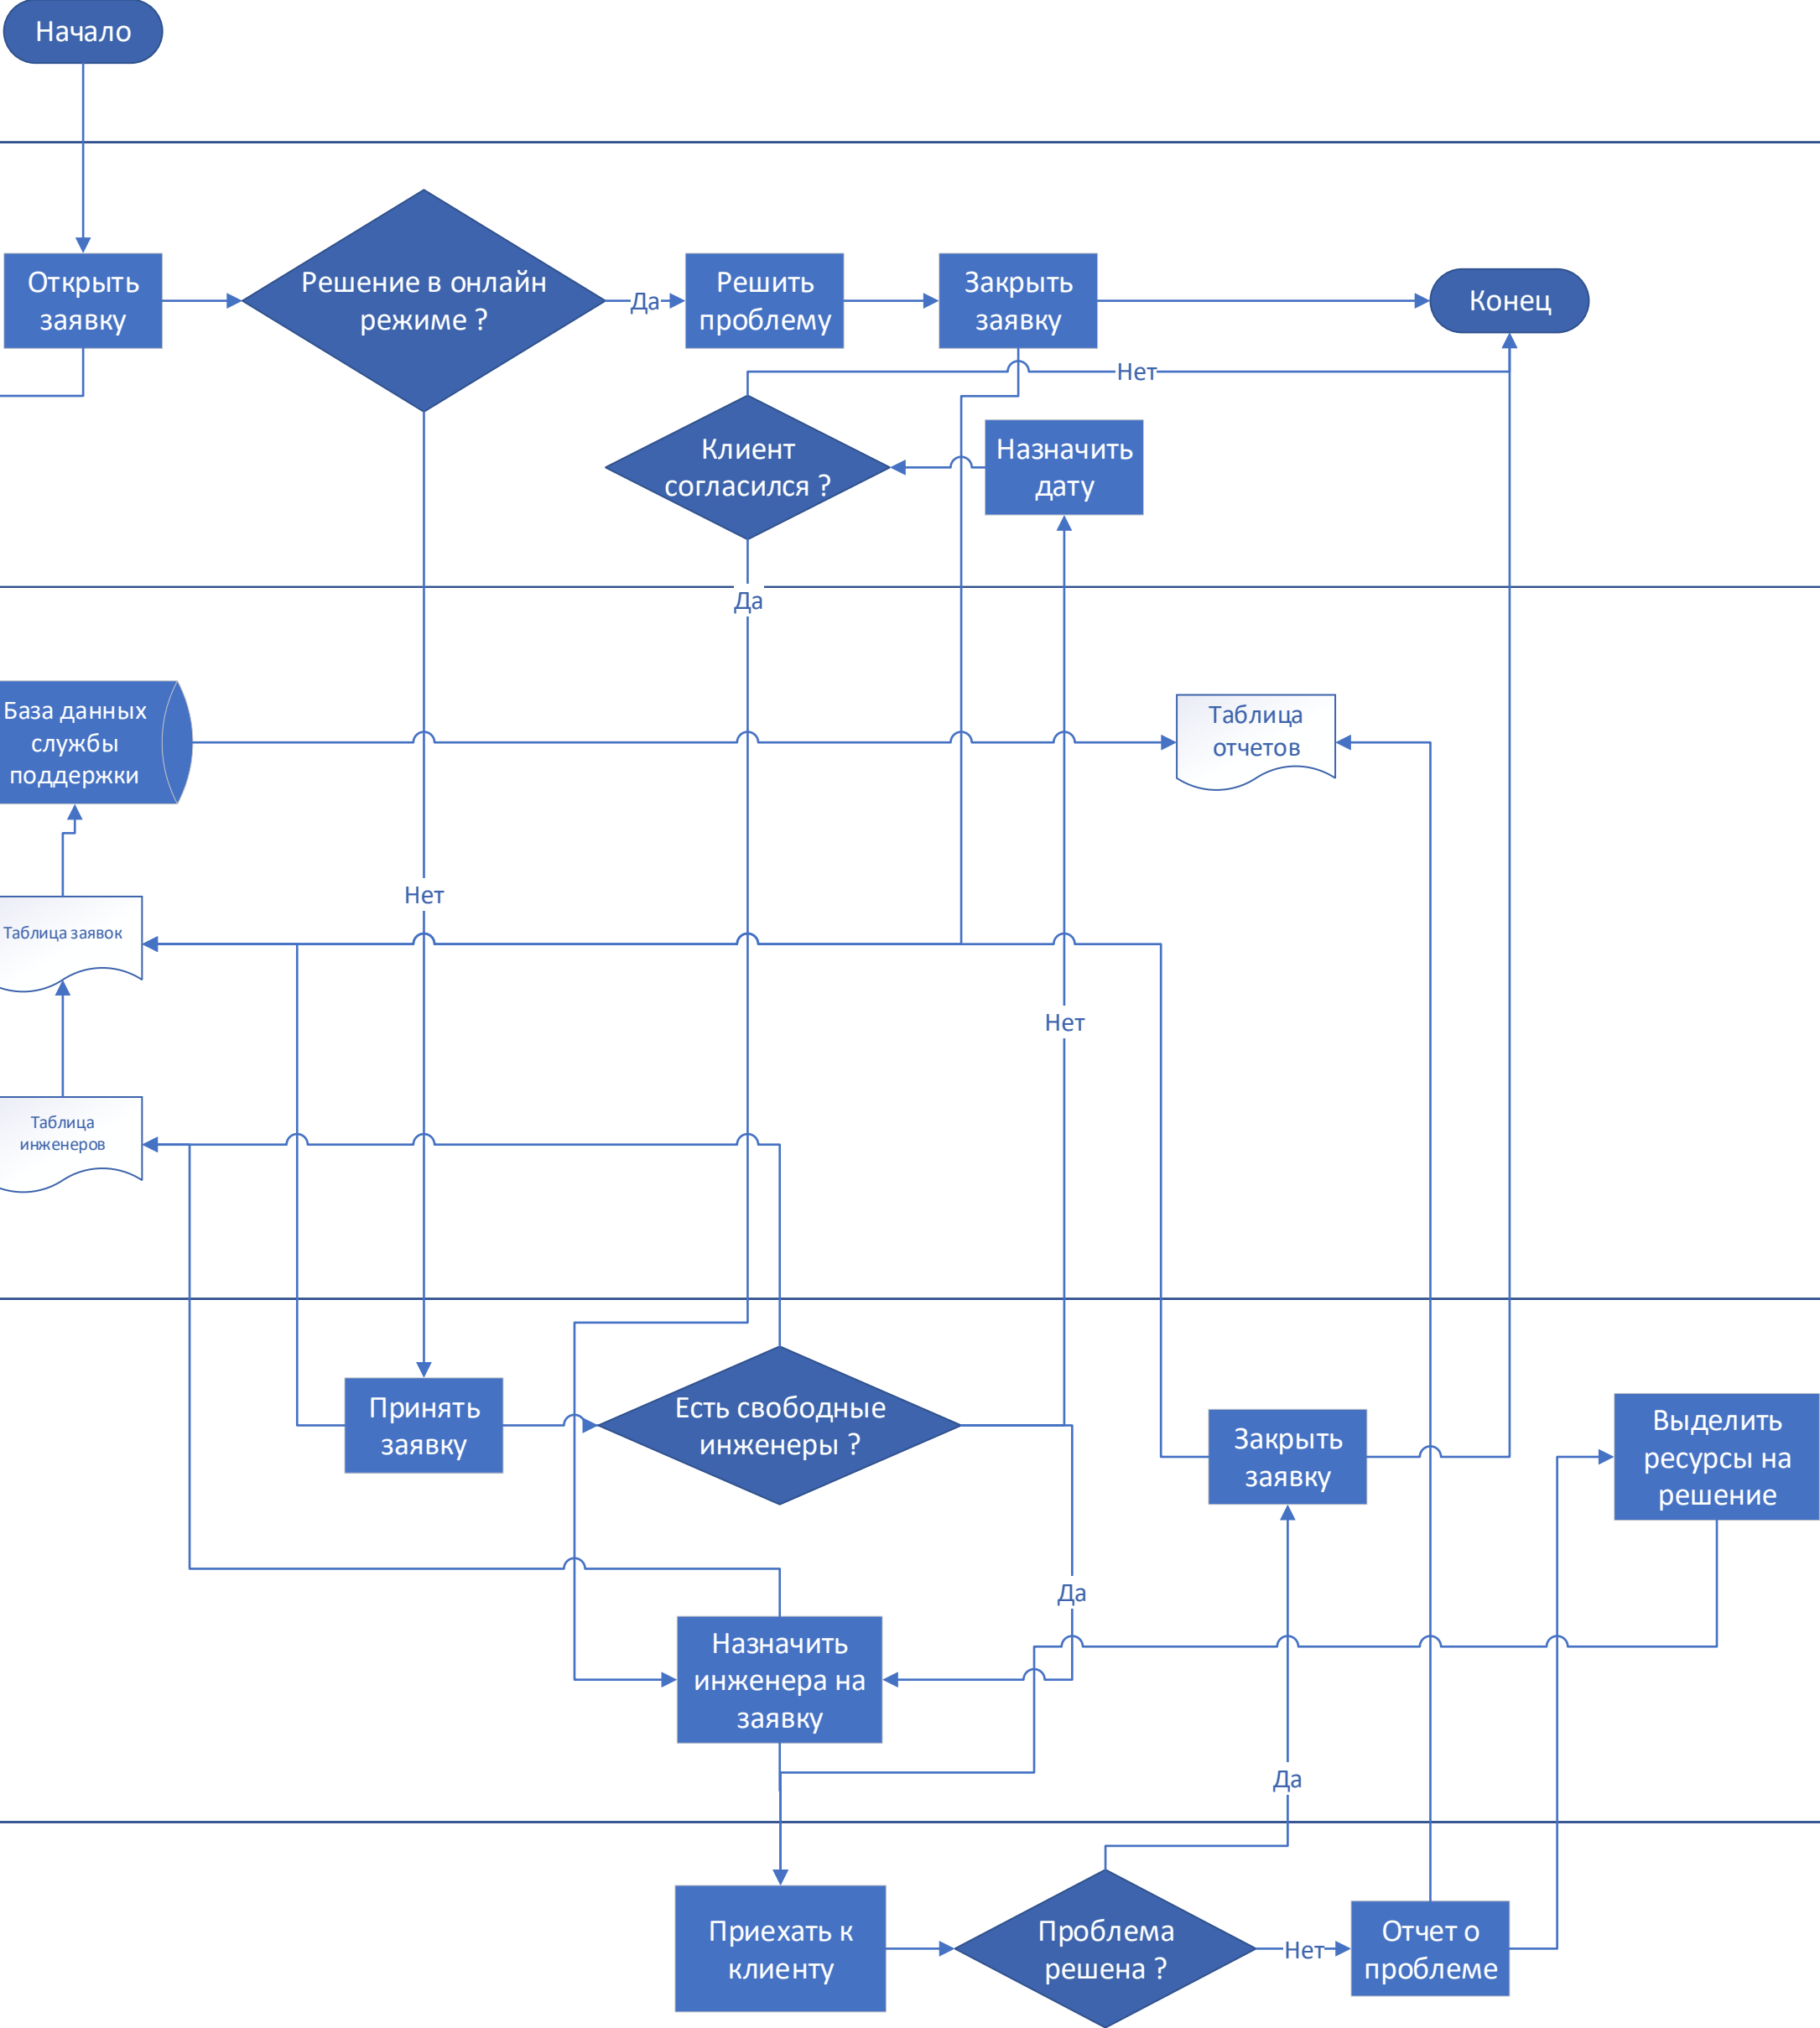 Начало
Открыть
заявку
Решение в онлайн
режиме ?
Да
Решить
проблему
Закрыть
заявку
Конец
Нет
Клиент
согласился ?
Назначить
дату
Да
База данных
службы
поддержки
Таблица
отчетов
Нет
Таблица заявок
Нет
Таблица
инженеров
Принять
заявку
Есть свободные
инженеры ?
Закрыть
заявку
Выделить
ресурсы на
решение
Да
Назначить
инженера на
заявку
Да
Приехать к
клиенту
Проблема
решена ?
Нет
Отчет о
проблеме